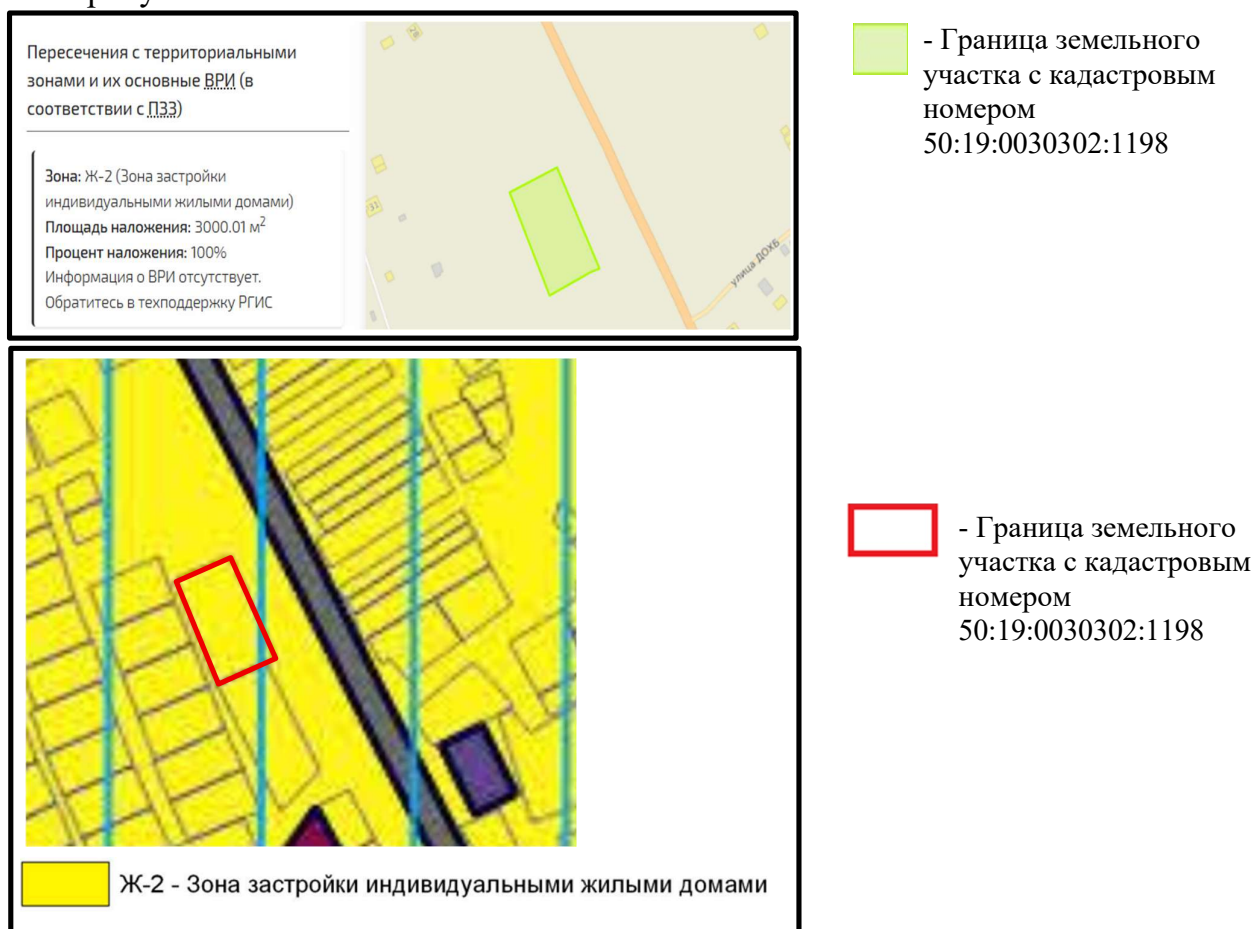 Пересечения с территориальными
зонами и их основные ВРИ (в
соответствии с ПЗЗ)
Зона: Ж-2 (Зона застройки
индивидуальными жилыми домами)
Площадь наложения: 3000.01 м²
Процент наложения: 100%
Информация о ВРИ отсутствует.
Обратитесь в техподдержку РГИС
31
улица ДОХБ
- Граница земельного
участка с кадастровым
номером
50:19:0030302:1198
- Граница земельного
участка с кадастровым
номером
50:19:0030302:1198
Ж-2 - Зона застройки индивидуальными жилыми домами